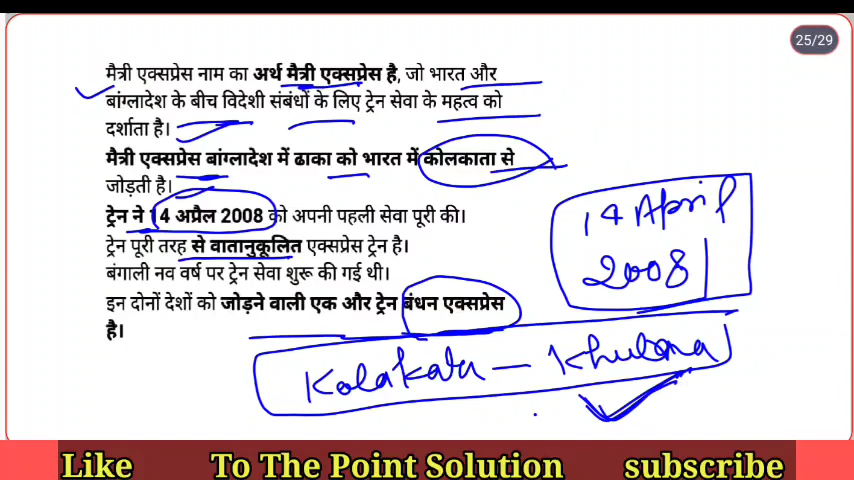 25/29
मैत्री एक्सप्रेस नाम का अर्थ मैत्री एक्सप्रेस है, जो भारत और
बांग्लादेश के बीच विदेशी संबंधों के लिए ट्रेन सेवा के महत्व को
दर्शाता है।
मैत्री एक्सप्रेस बांग्लादेश में ढाका को भारत में कोलकाता से
जोड़ती है।
ट्रेन ने 14 अप्रैल 2008 को अपनी पहली सेवा पूरी की।
14 April
2008
ट्रेन पूरी तरह से वातानुकूलित एक्सप्रेस ट्रेन है।
बंगाली नव वर्ष पर ट्रेन सेवा शुरू की गई थी।
इन दोनों देशों को जोड़ने वाली एक और ट्रेन बंधन एक्सप्रेस
है।
Kolakata — Khulana
Like To The Point Solution subscribe